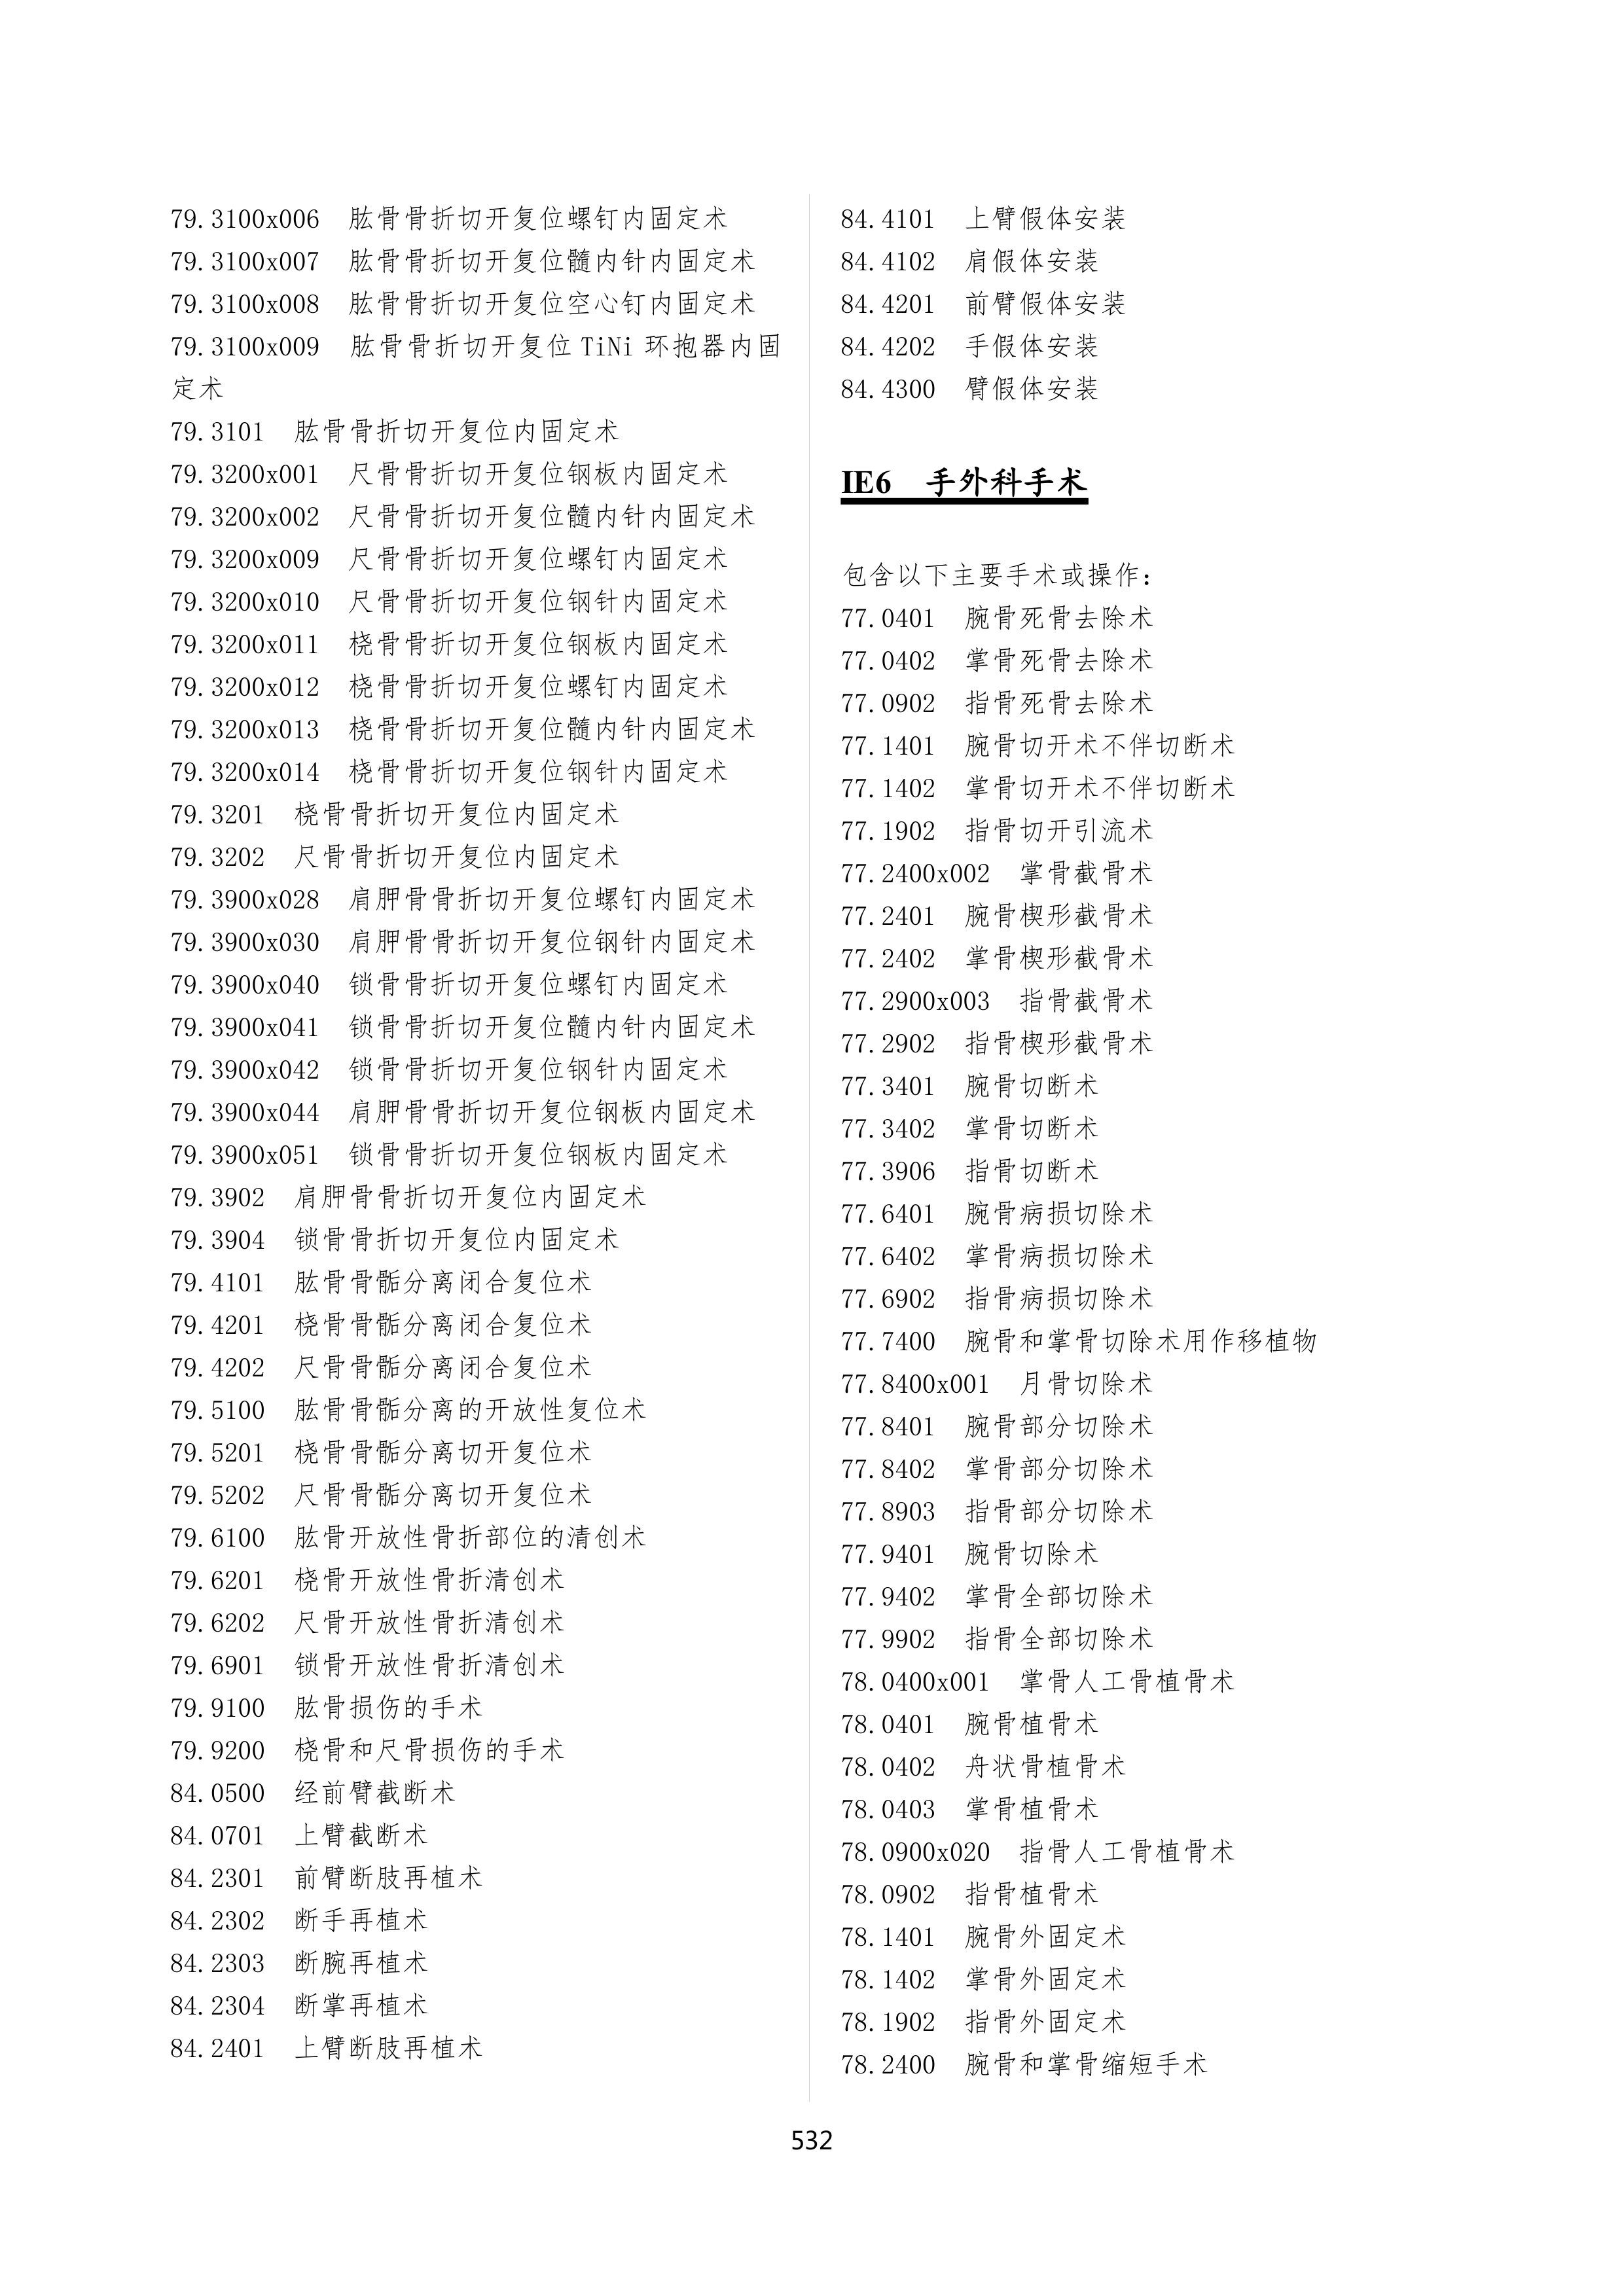 79.3100x006 肱骨骨折切开复位螺钉内固定术
79.3100x007 肱骨骨折切开复位髓内针内固定术
79.3100x008 肱骨骨折切开复位空心钉内固定术
79.3100x009 肱骨骨折切开复位 TiNi 环抱器内固
定术
79.3101 肱骨骨折切开复位内固定术
79.3200x001 尺骨骨折切开复位钢板内固定术
79.3200x002 尺骨骨折切开复位髓内针内固定术
79.3200x009 尺骨骨折切开复位螺钉内固定术
79.3200x010 尺骨骨折切开复位钢针内固定术
79.3200x011 桡骨骨折切开复位钢板内固定术
79.3200x012 桡骨骨折切开复位螺钉内固定术
79.3200x013 桡骨骨折切开复位髓内针内固定术
79.3200x014 桡骨骨折切开复位钢针内固定术
79.3201 桡骨骨折切开复位内固定术
79.3202 尺骨骨折切开复位内固定术
79.3900x028 肩胛骨骨折切开复位螺钉内固定术
79.3900x030 肩胛骨骨折切开复位钢针内固定术
79.3900x040 锁骨骨折切开复位螺钉内固定术
79.3900x041 锁骨骨折切开复位髓内针内固定术
79.3900x042 锁骨骨折切开复位钢针内固定术
79.3900x044 肩胛骨骨折切开复位钢板内固定术
79.3900x051 锁骨骨折切开复位钢板内固定术
79.3902 肩胛骨骨折切开复位内固定术
79.3904 锁骨骨折切开复位内固定术
79.4101 肱骨骨骺分离闭合复位术
79.4201 桡骨骨骺分离闭合复位术
79.4202 尺骨骨骺分离闭合复位术
79.5100 肱骨骨骺分离的开放性复位术
79.5201 桡骨骨骺分离切开复位术
79.5202 尺骨骨骺分离切开复位术
79.6100 肱骨开放性骨折部位的清创术
79.6201 桡骨开放性骨折清创术
79.6202 尺骨开放性骨折清创术
79.6901 锁骨开放性骨折清创术
79.9100 肱骨损伤的手术
79.9200 桡骨和尺骨损伤的手术
84.0500 经前臂截断术
84.0701 上臂截断术
84.2301 前臂断肢再植术
84.2302 断手再植术
84.2303 断腕再植术
84.2304 断掌再植术
84.2401 上臂断肢再植术
84.4101 上臂假体安装
84.4102 肩假体安装
84.4201 前臂假体安装
84.4202 手假体安装
84.4300 臂假体安装
IE6 手外科手术
包含以下主要手术或操作：
77.0401 腕骨死骨去除术
77.0402 掌骨死骨去除术
77.0902 指骨死骨去除术
77.1401 腕骨切开术不伴切断术
77.1402 掌骨切开术不伴切断术
77.1902 指骨切开引流术
77.2400x002 掌骨截骨术
77.2401 腕骨楔形截骨术
77.2402 掌骨楔形截骨术
77.2900x003 指骨截骨术
77.2902 指骨楔形截骨术
77.3401 腕骨切断术
77.3402 掌骨切断术
77.3906 指骨切断术
77.6401 腕骨病损切除术
77.6402 掌骨病损切除术
77.6902 指骨病损切除术
77.7400 腕骨和掌骨切除术用作移植物
77.8400x001 月骨切除术
77.8401 腕骨部分切除术
77.8402 掌骨部分切除术
77.8903 指骨部分切除术
77.9401 腕骨切除术
77.9402 掌骨全部切除术
77.9902 指骨全部切除术
78.0400x001 掌骨人工骨植骨术
78.0401 腕骨植骨术
78.0402 舟状骨植骨术
78.0403 掌骨植骨术
78.0900x020 指骨人工骨植骨术
78.0902 指骨植骨术
78.1401 腕骨外固定术
78.1402 掌骨外固定术
78.1902 指骨外固定术
78.2400 腕骨和掌骨缩短手术
532